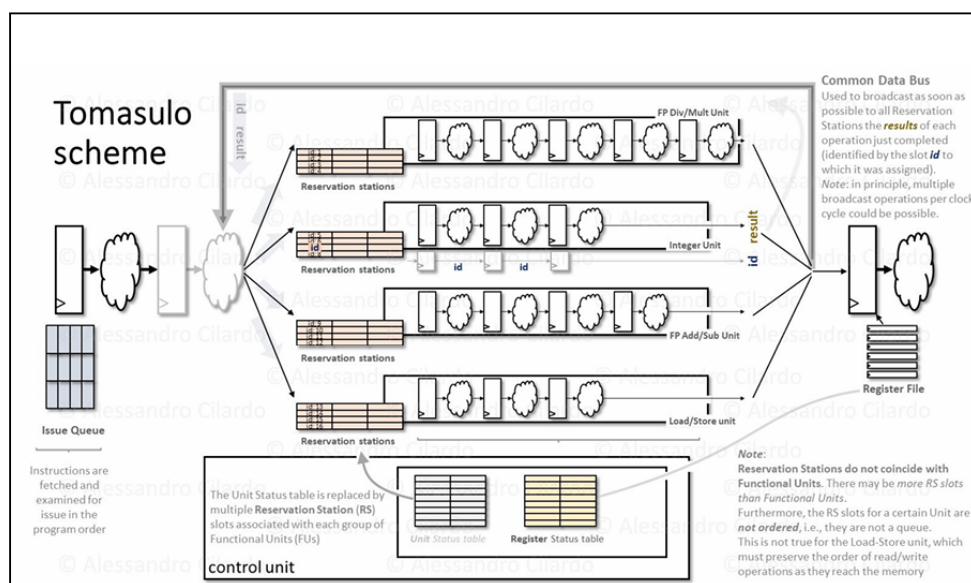 Tomasulo
scheme
id result
Common Data Bus
Used to broadcast as soon as
possible to all Reservation
Stations the results of each
operation just completed
(identified by the slot id to
which it was assigned).
Note: in principle, multiple
broadcast operations per clock
cycle could be possible.
FP Div/Mult Unit
Reservation stations
id
Integer Unit
Reservation stations
id
id
id result
FP Add/Sub Unit
Reservation stations
Load/Store unit
Reservation stations
Issue Queue
Instructions are
fetched and
examined for
issue in the
program order
Register File
The Unit Status table is replaced by
multiple Reservation Station (RS)
slots associated with each group of
Functional Units (FUs)
control unit
Unit Status table
Register Status table
Note:
Reservation Stations do not coincide with
Functional Units. There may be more RS slots
than Functional Units.
Furthermore, the RS slots for a certain Unit are
not ordered, i.e., they are not a queue.
This is not true for the Load-Store unit, which
must preserve the order of read/write
operations as they reach the memory
© Alessandro Cilardo